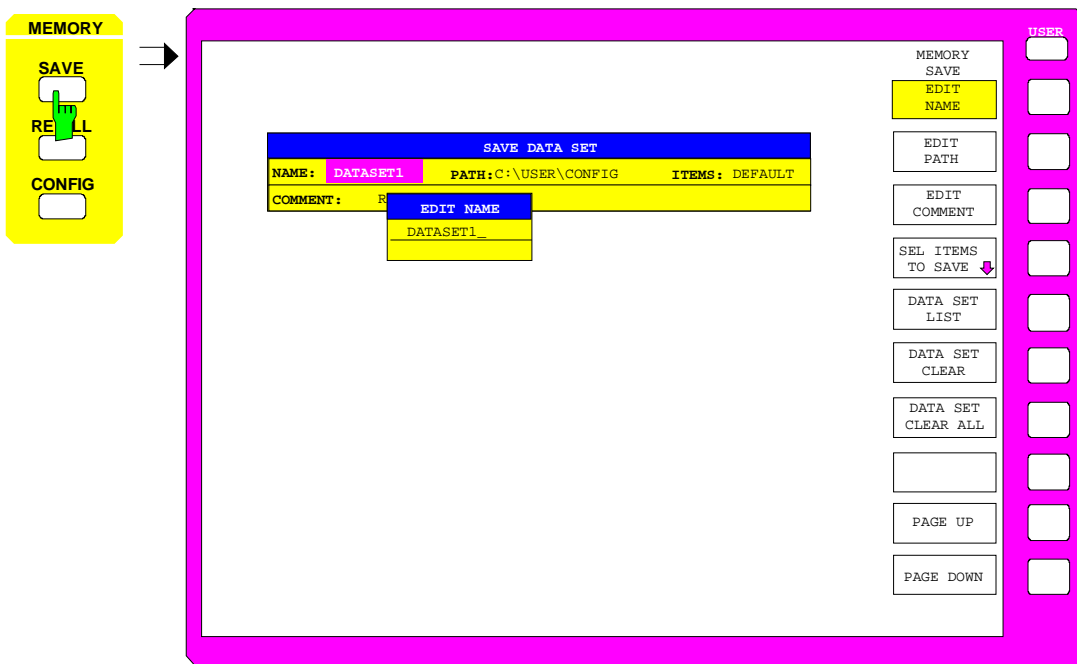 MEMORY
SAVE
RE LL
CONFIG
USER
MEMORY
SAVE
EDIT
NAME
EDIT
PATH
EDIT
COMMENT
SEL ITEMS
TO SAVE
DATA SET
LIST
DATA SET
CLEAR
DATA SET
CLEAR ALL
PAGE UP
PAGE DOWN
SAVE DATA SET
NAME: DATASET1 PATH:C:\USER\CONFIG ITEMS: DEFAULT
COMMENT: R
EDIT NAME
DATASET1_